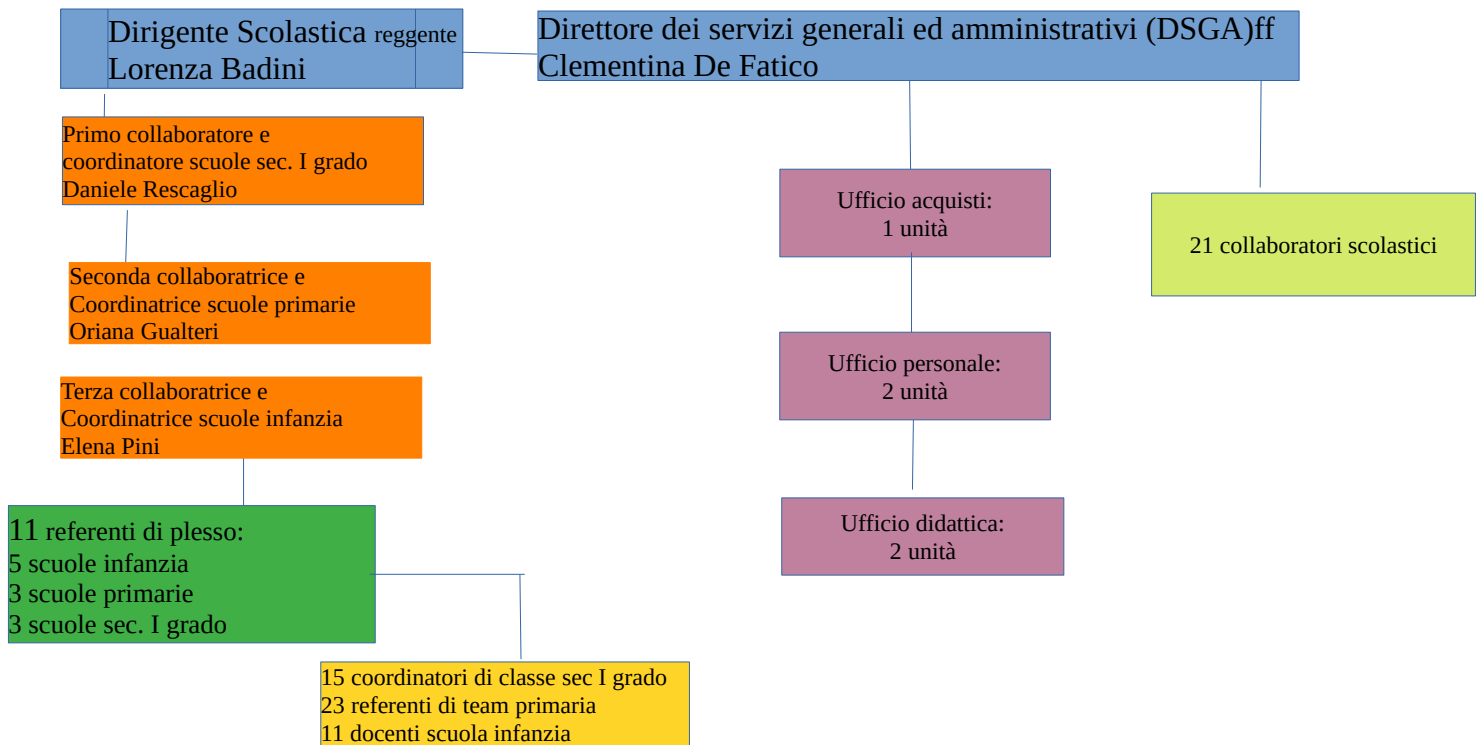 Dirigente Scolastica reggente
Lorenza Badini
Direttore dei servizi generali ed amministrativi (DSGA)ff
Clementina De Fatico
Primo collaboratore e
coordinatore scuole sec. I grado
Daniele Rescaglio
Seconda collaboratrice e
Coordinatrice scuole primarie
Oriana Gualteri
Terza collaboratrice e
Coordinatrice scuole infanzia
Elena Pini
11 referenti di plesso:
5 scuole infanzia
3 scuole primarie
3 scuole sec. I grado
15 coordinatori di classe sec I grado
23 referenti di team primaria
11 docenti scuola infanzia
Ufficio acquisti:
1 unità
Ufficio personale:
2 unità
Ufficio didattica:
2 unità
21 collaboratori scolastici